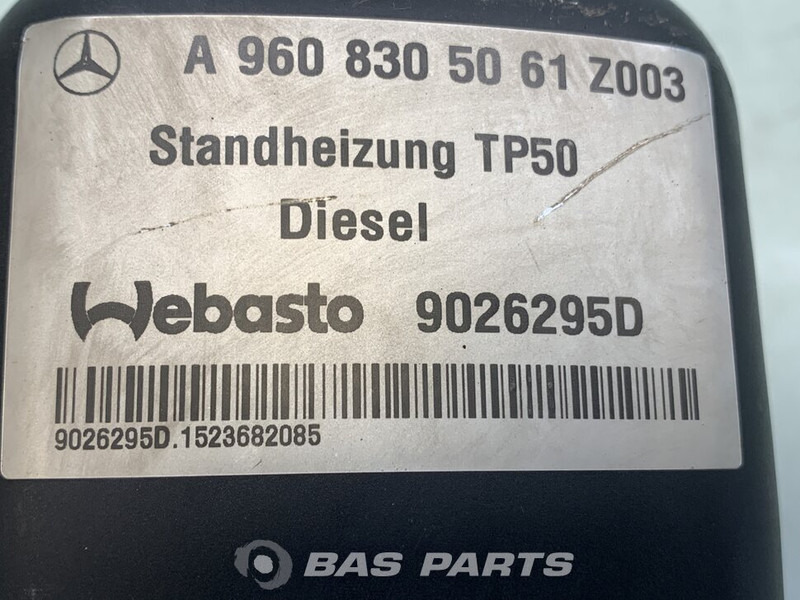 A 960 830 50 61 Z003
Standheizung TP50
Diesel
Webasto 9026295D
9026295D.1523682085
BAS PARTS